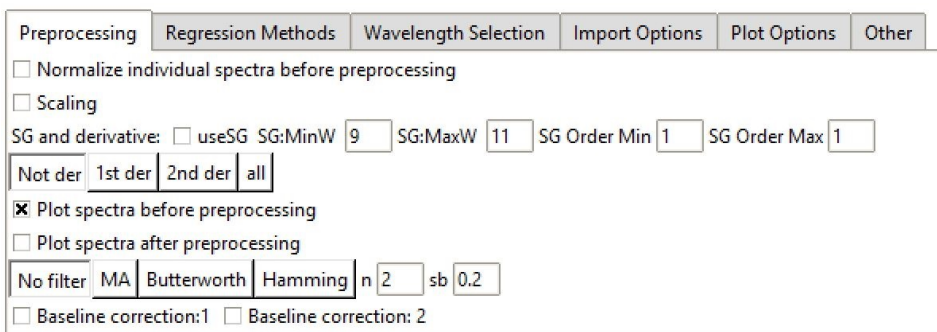 Preprocessing Regression Methods Wavelength Selection Import Options Plot Options Other
Normalize individual spectra before preprocessing
Scaling
SG and derivative: useSG SG:MinW 9 SG:MaxW 11 SG Order Min 1 SG Order Max 1
Not der 1st der 2nd der all
Plot spectra before preprocessing
Plot spectra after preprocessing
No filter MA Butterworth Hamming n 2 sb 0.2
Baseline correction:1 Baseline correction: 2